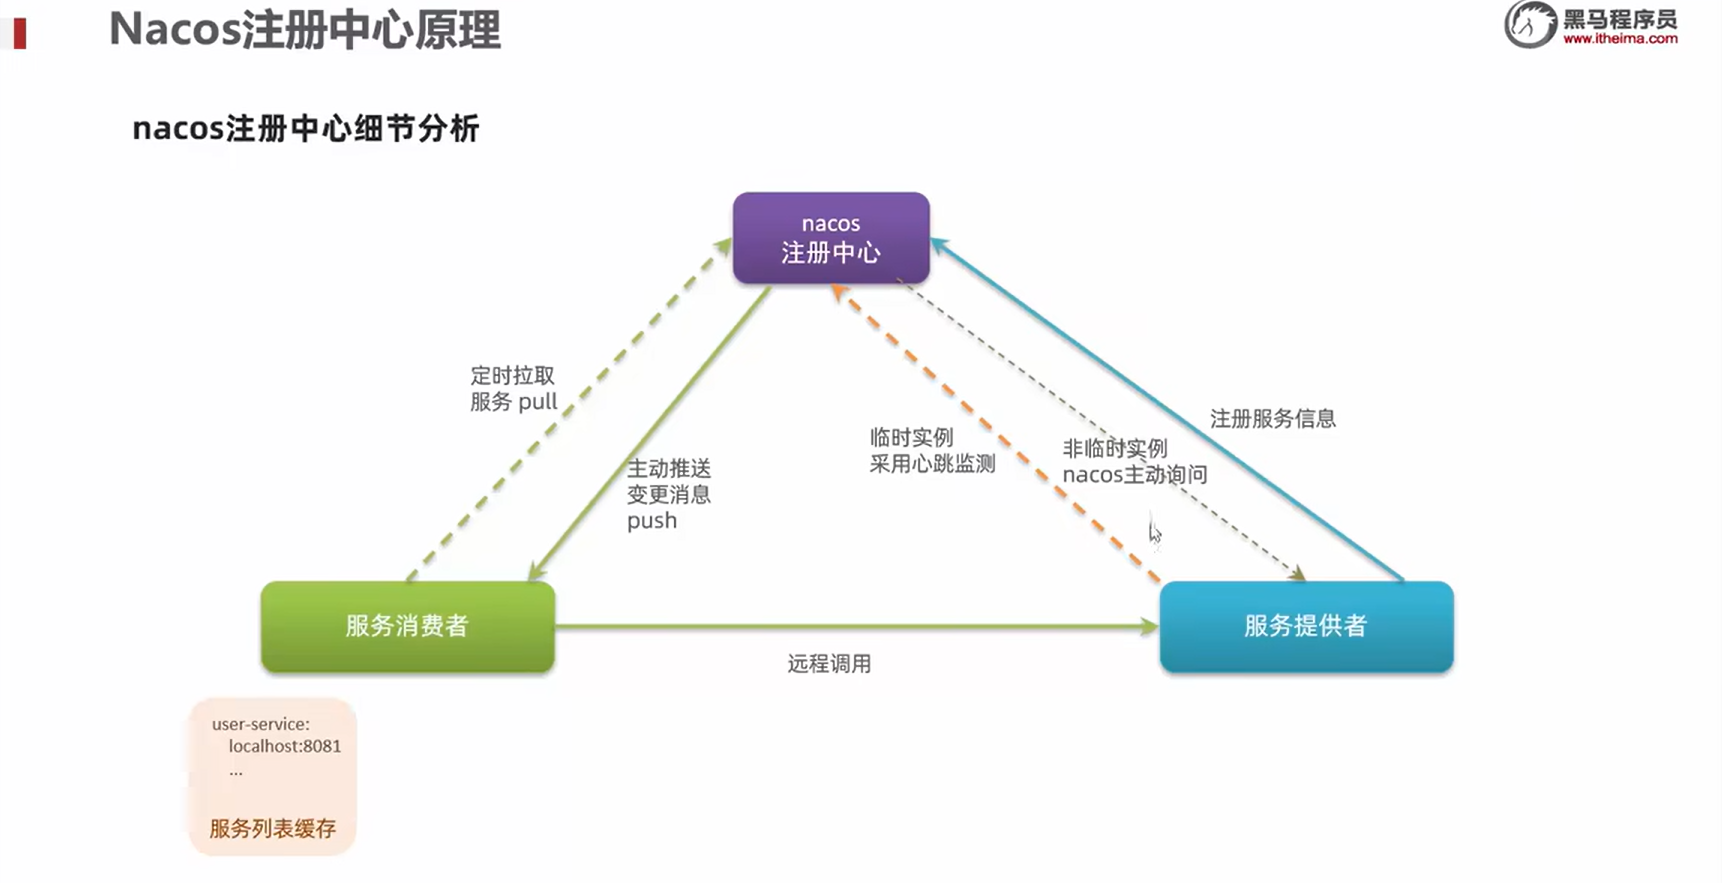 Nacos注册中心原理
黑马程序员
www.itheima.com
nacos注册中心细节分析
nacos
注册中心
定时拉取
服务 pull
主动推送
变更消息
push
临时实例
采用心跳监测
非临时实例
nacos主动询问
注册服务信息
服务消费者
远程调用
服务提供者
user-service:
localhost:8081
...
服务列表缓存